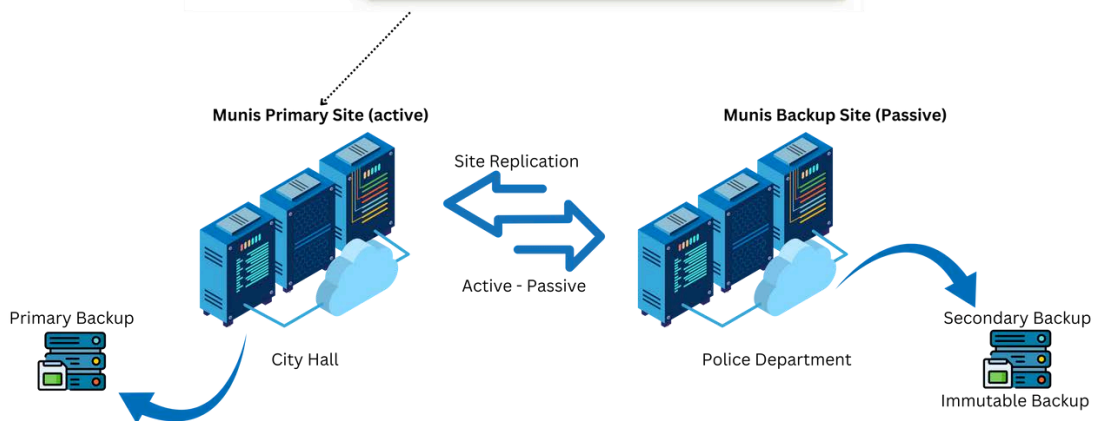 Munis Primary Site (active)
Munis Backup Site (Passive)
Site Replication
Active - Passive
Primary Backup
City Hall
Police Department
Secondary Backup
Immutable Backup